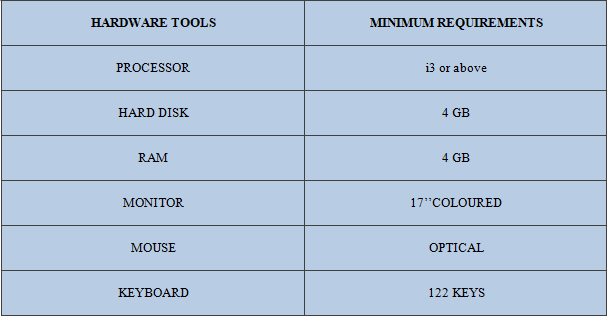 HARDWARE TOOLS MINIMUM REQUIREMENTS
PROCESSOR i3 or above
HARD DISK 4 GB
RAM 4 GB
MONITOR 17’’COLOURED
MOUSE OPTICAL
KEYBOARD 122 KEYS